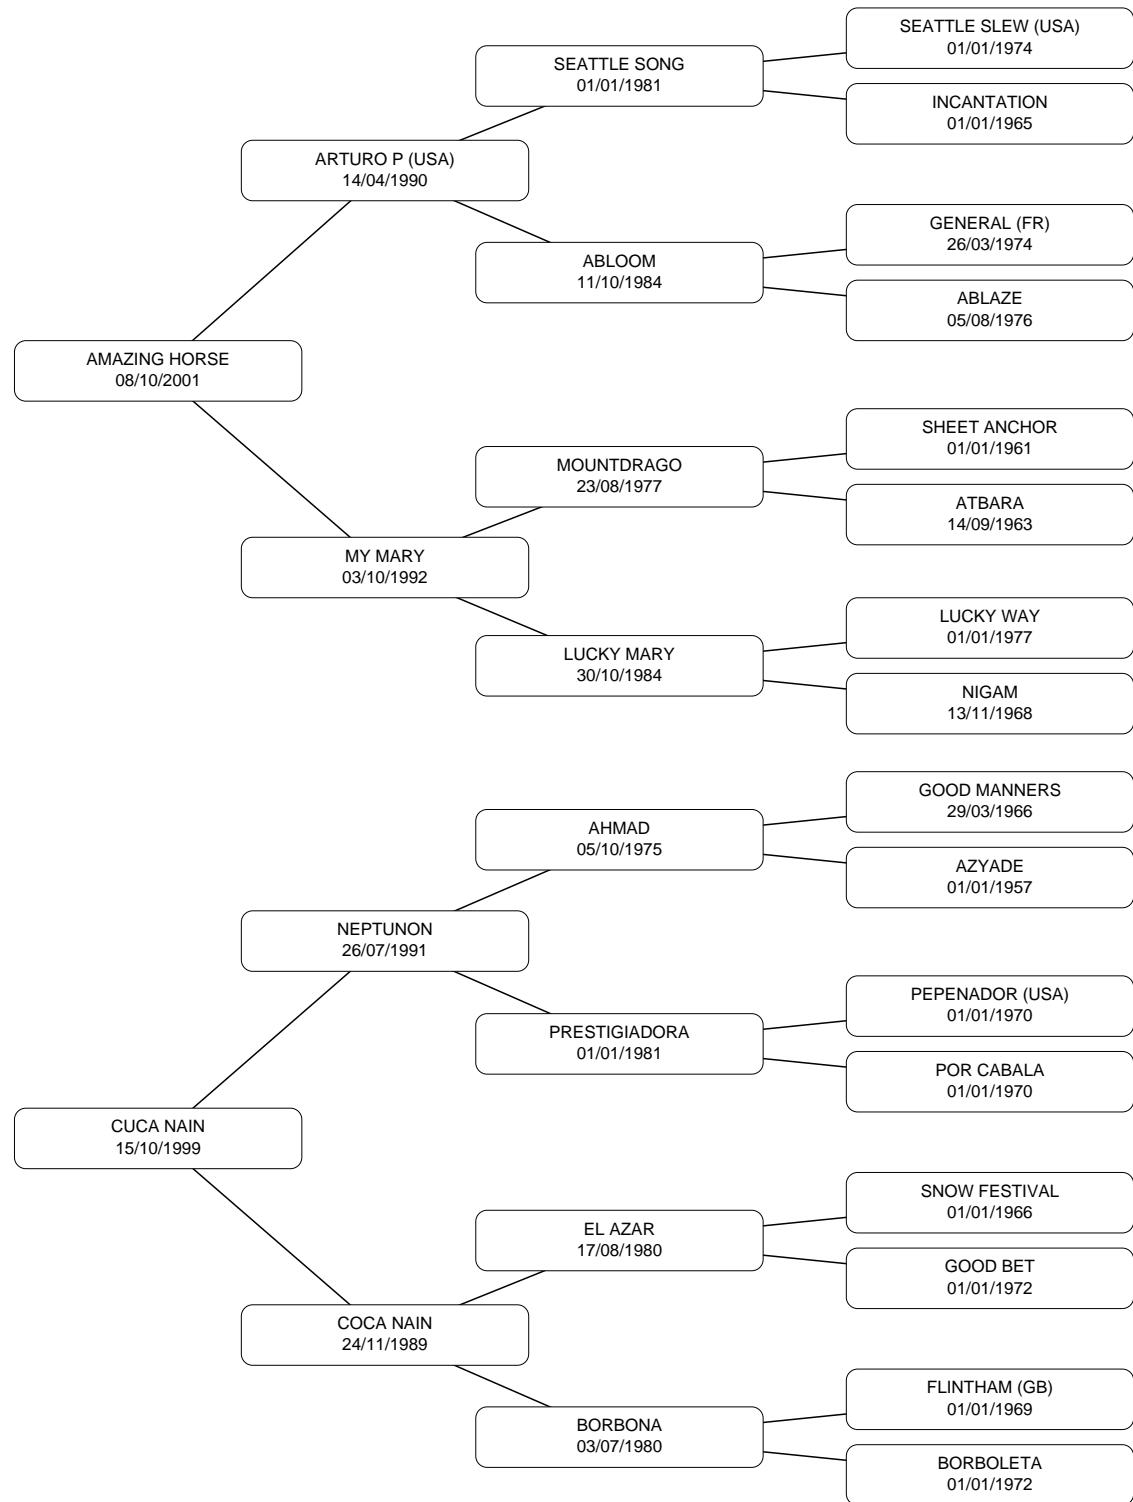 SEATTLE SLEW (USA)
01/01/1974
SEATTLE SONG
01/01/1981
INCANTATION
01/01/1965
ARTURO P (USA)
14/04/1990
GENERAL (FR)
26/03/1974
ABLOOM
11/10/1984
ABLAZE
05/08/1976
AMAZING HORSE
08/10/2001
SHEET ANCHOR
01/01/1961
MOUNTDRAGO
23/08/1977
ATBARA
14/09/1963
MY MARY
03/10/1992
LUCKY WAY
01/01/1977
LUCKY MARY
30/10/1984
NIGAM
13/11/1968
GOOD MANNERS
29/03/1966
AHMAD
05/10/1975
AZYADE
01/01/1957
NEPTUNON
26/07/1991
PEPENADOR (USA)
01/01/1970
PRESTIGIADORA
01/01/1981
POR CABALA
01/01/1970
CUCA NAIN
15/10/1999
SNOW FESTIVAL
01/01/1966
EL AZAR
17/08/1980
GOOD BET
01/01/1972
COCA NAIN
24/11/1989
FLINTHAM (GB)
01/01/1969
BORBONA
03/07/1980
BORBOLETA
01/01/1972